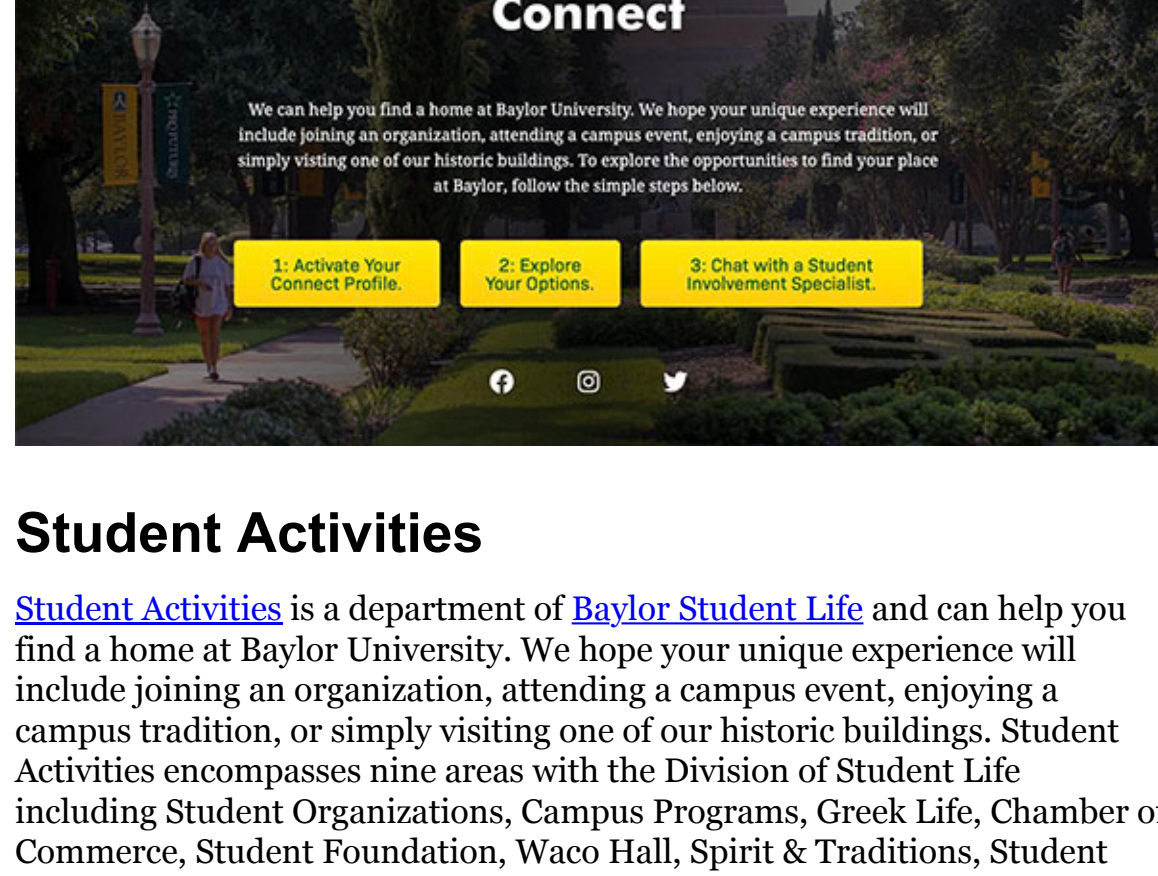 Connect
BAYLOR
We can help you find a home at Baylor University. We hope your unique experience will
include joining an organization, attending a campus event, enjoying a campus tradition, or
simply visting one of our historic buildings. To explore the opportunities to find your place
at Baylor, follow the simple steps below.
1: Activate Your
Connect Profile.
2: Explore
Your Options.
3: Chat with a Student
Involvement Specialist.
Student Activities
Student Activities is a department of Baylor Student Life and can help you
find a home at Baylor University. We hope your unique experience will
include joining an organization, attending a campus event, enjoying a
campus tradition, or simply visiting one of our historic buildings. Student
Activities encompasses nine areas with the Division of Student Life
including Student Organizations, Campus Programs, Greek Life, Chamber of
Commerce, Student Foundation, Waco Hall, Spirit & Traditions, Student